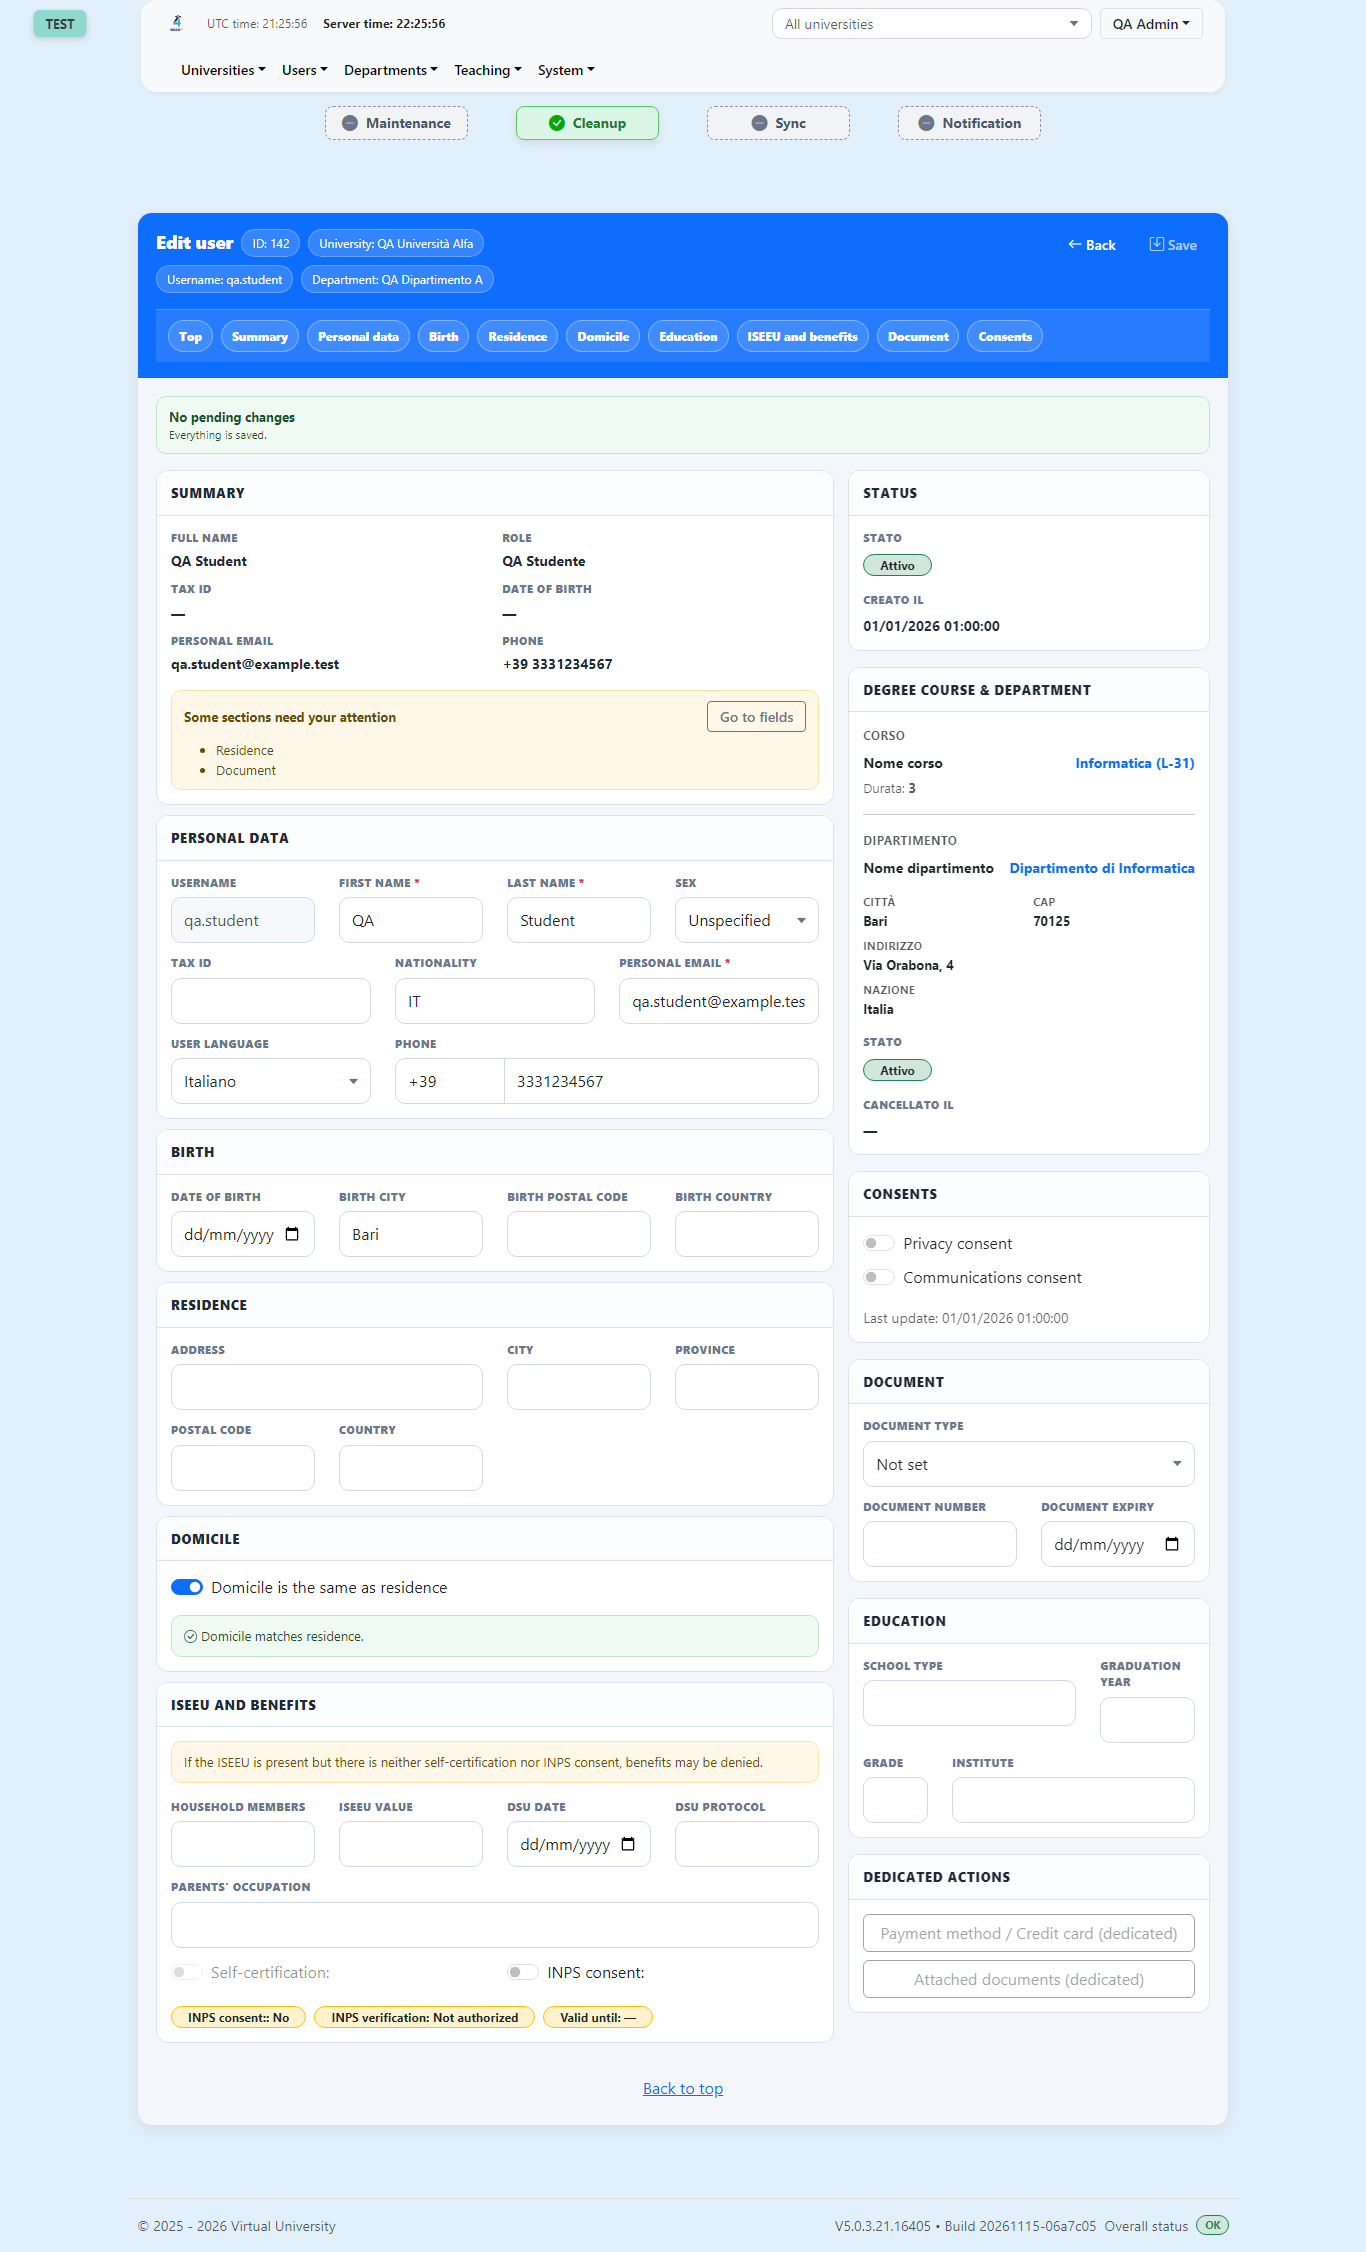 TEST
UTC time: 21:25:56 Server time: 22:25:56
All universities
QA Admin
Universities Users Departments Teaching System
Maintenance Cleanup Sync Notification
Edit user ID: 142 University: QA Università Alfa
Username: qa.student Department: QA Dipartimento A
Back Save
Top Summary Personal data Birth Residence Domicile Education ISEEU and benefits Document Consents
No pending changes
Everything is saved.
SUMMARY
FULL NAME ROLE
QA Student QA Studente
TAX ID DATE OF BIRTH
— —
PERSONAL EMAIL PHONE
qa.student@example.test +39 3331234567
Some sections need your attention Go to fields
• Residence
• Document
PERSONAL DATA
USERNAME FIRST NAME * LAST NAME * SEX
qa.student QA Student Unspecified
TAX ID NATIONALITY PERSONAL EMAIL *
IT qa.student@example.tes
USER LANGUAGE PHONE
Italiano +39 3331234567
BIRTH
DATE OF BIRTH BIRTH CITY BIRTH POSTAL CODE BIRTH COUNTRY
dd/mm/yyyy Bari
RESIDENCE
ADDRESS CITY PROVINCE
POSTAL CODE COUNTRY
DOMICILE
Domicile is the same as residence
Domicile matches residence.
ISEEU AND BENEFITS
If the ISEEU is present but there is neither self-certification nor INPS consent, benefits may be denied.
HOUSEHOLD MEMBERS ISEEU VALUE DSU DATE DSU PROTOCOL
dd/mm/yyyy
PARENTS' OCCUPATION
Self-certification: INPS consent:
INPS consent:: No INPS verification: Not authorized Valid until: —
STATUS
STATO
Attivo
CREATO IL
01/01/2026 01:00:00
DEGREE COURSE & DEPARTMENT
CORSO
Nome corso Informatica (L-31)
Durata: 3
DIPARTIMENTO
Nome dipartimento Dipartimento di Informatica
CITTÀ CAP
Bari 70125
INDIRIZZO
Via Orabona, 4
NAZIONE
Italia
STATO
Attivo
CANCELLATO IL
—
CONSENTS
Privacy consent
Communications consent
Last update: 01/01/2026 01:00:00
DOCUMENT
DOCUMENT TYPE
Not set
DOCUMENT NUMBER DOCUMENT EXPIRY
dd/mm/yyyy
EDUCATION
SCHOOL TYPE GRADUATION YEAR
GRADE INSTITUTE
DEDICATED ACTIONS
Payment method / Credit card (dedicated)
Attached documents (dedicated)
Back to top
© 2025 - 2026 Virtual University
V5.0.3.21.16405 • Build 20261115-06a7c05 Overall status OK